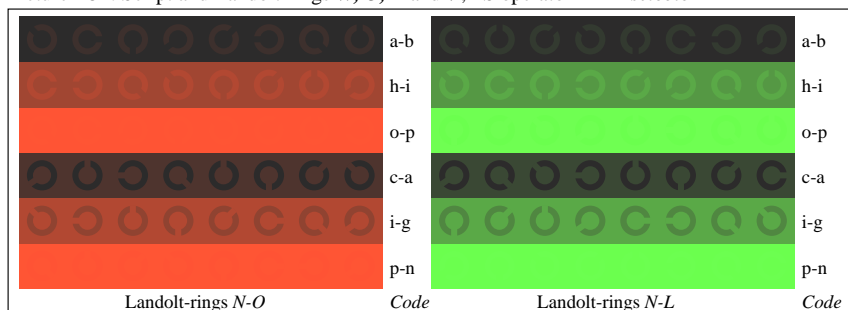 a-b a-b
h-i h-i
o-p o-p
c-a c-a
i-g i-g
p-n p-n
Landolt-rings N-O Code Landolt-rings N-L Code